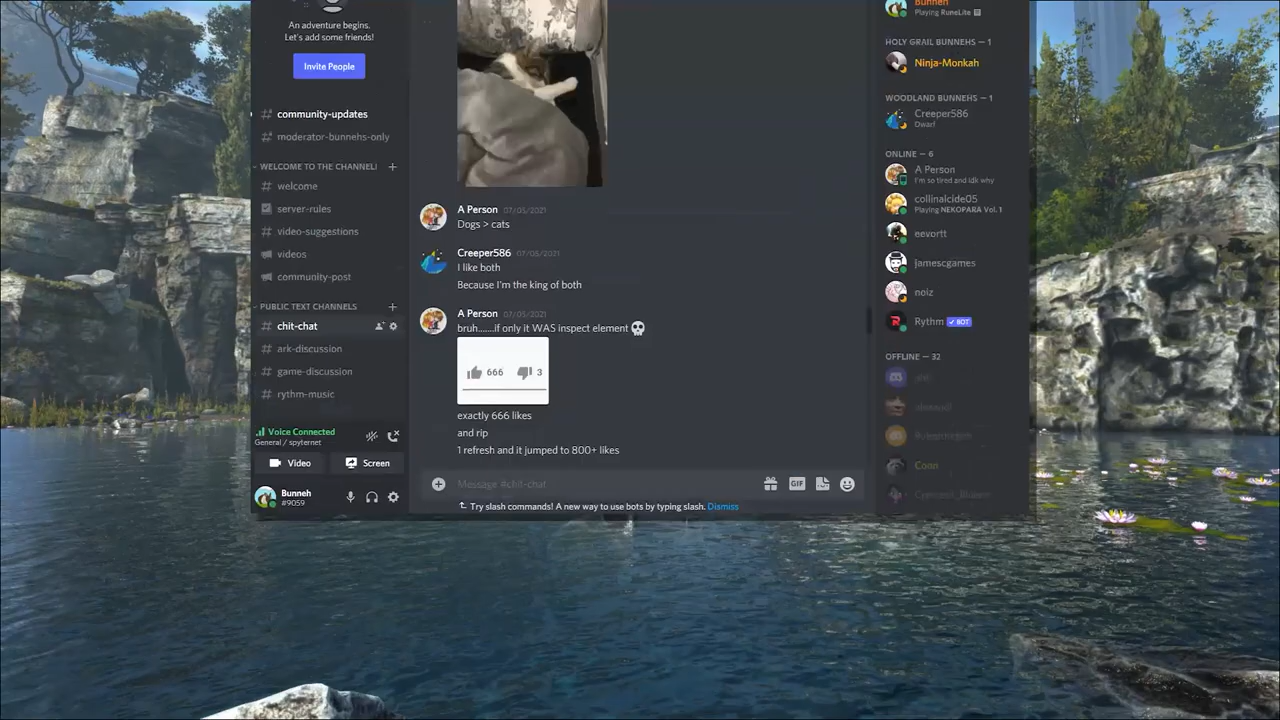 An adventure begins.
Let's add some friends!
Invite People
community-updates
moderator-bunnehs-only
WELCOME TO THE CHANNEL!
welcome
server-rules
video-suggestions
videos
community-post
PUBLIC TEXT CHANNELS
chit-chat
ark-discussion
game-discussion
rythm-music
Voice Connected
General / spyternet
Video
Screen
Bunneh
#9059
A Person 07/05/2021
Dogs > cats
Creeper586 07/05/2021
I like both
Because I'm the king of both
A Person 07/05/2021
bruh.......if only it WAS inspect element
666 3
exactly 666 likes
and rip
1 refresh and it jumped to 800+ likes
Message #chit-chat
GIF
Try slash commands! A new way to use bots by typing slash. Dismiss
Bunneh
Playing RuneLite
HOLY GRAIL BUNNEHS — 1
Ninja-Monkah
WOODLAND BUNNEHS — 1
Creeper586
Dwar!
ONLINE — 6
A Person
I'm so tired and idk why
collinalcide05
Playing NEKOPARA Vol. 1
eevortt
jamescgames
noiz
Rythm BOT
OFFLINE — 32
Coon